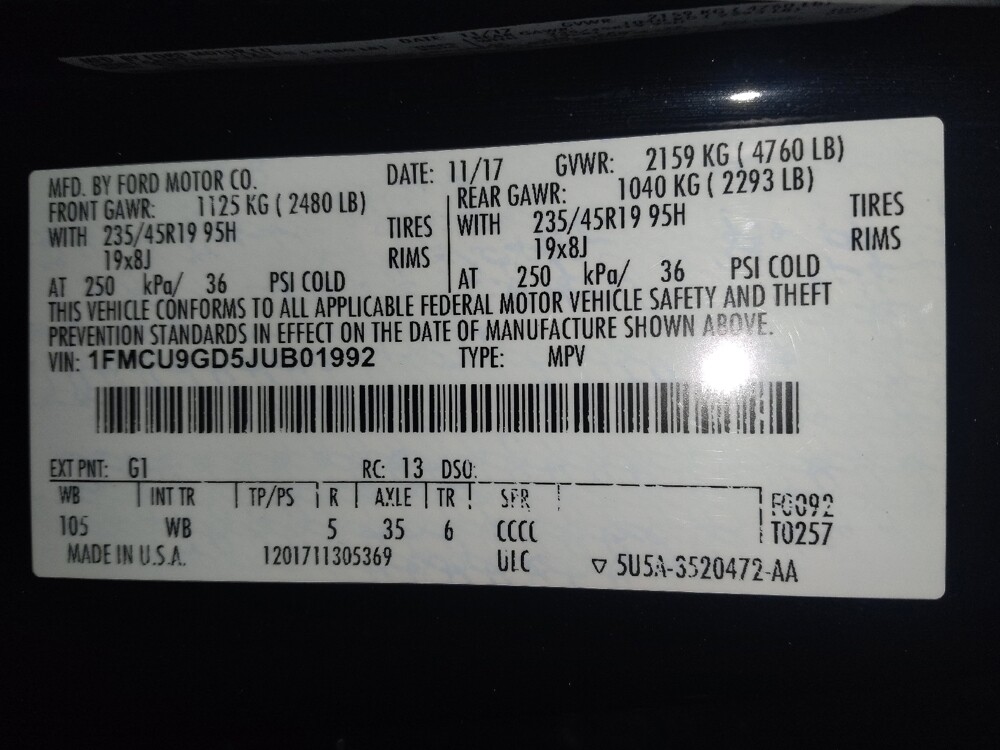 DATE 11/17 GVWR
MFD. BY FORD MOTOR CO. DATE: 11/17 GVWR: 2159 KG ( 4760 LB)
FRONT GAWR: 1125 KG ( 2480 LB) REAR GAWR: 1040 KG ( 2293 LB)
WITH 235/45R19 95H TIRES WITH 235/45R19 95H TIRES
19x8J RIMS 19x8J RIMS
AT 250 kPa/ 36 PSI COLD AT 250 kPa/ 36 PSI COLD
THIS VEHICLE CONFORMS TO ALL APPLICABLE FEDERAL MOTOR VEHICLE SAFETY AND THEFT
PREVENTION STANDARDS IN EFFECT ON THE DATE OF MANUFACTURE SHOWN ABOVE.
VIN: 1FMCU9GD5JUB01992 TYPE: MPV
EXT PNT: G1 RC: 13 DSO:
WB INT TR TP/PS R AXLE TR SPR F0092
105 WB 5 35 6 CCCC T0257
MADE IN U.S.A. 1201711305369 ULC ▽ 5U5A-3520472-AA